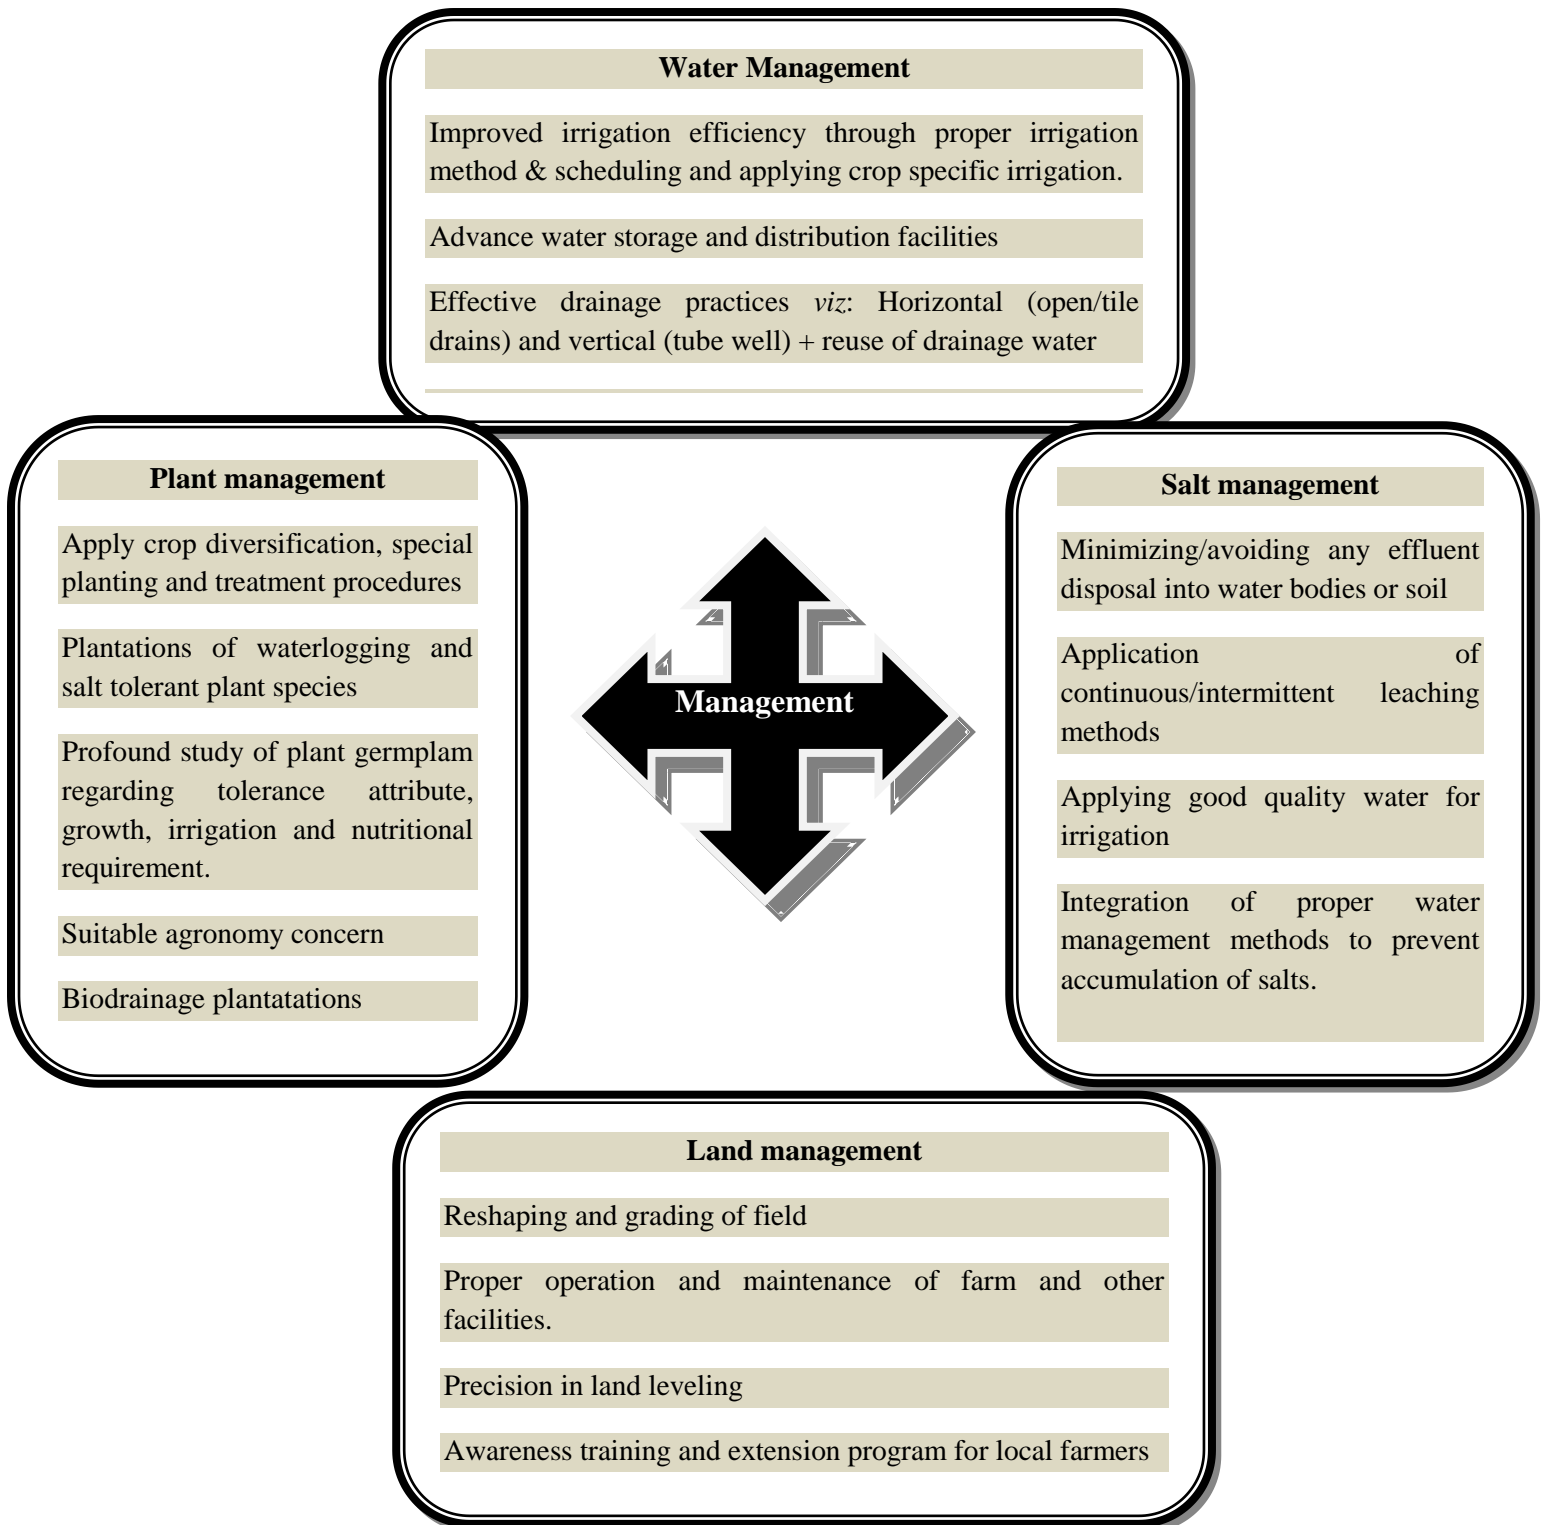 Water Management
Improved irrigation efficiency through proper irrigation
method & scheduling and applying crop specific irrigation.
Advance water storage and distribution facilities
Effective drainage practices viz: Horizontal (open/tile
drains) and vertical (tube well) + reuse of drainage water
Plant management
Apply crop diversification, special
planting and treatment procedures
Plantations of waterlogging and
salt tolerant plant species
Profound study of plant germplam
regarding tolerance attribute,
growth, irrigation and nutritional
requirement.
Suitable agronomy concern
Biodrainage plantatations
Management
Salt management
Minimizing/avoiding any effluent
disposal into water bodies or soil
Application of
continuous/intermittent leaching
methods
Applying good quality water for
irrigation
Integration of proper water
management methods to prevent
accumulation of salts.
Land management
Reshaping and grading of field
Proper operation and maintenance of farm and other
facilities.
Precision in land leveling
Awareness training and extension program for local farmers